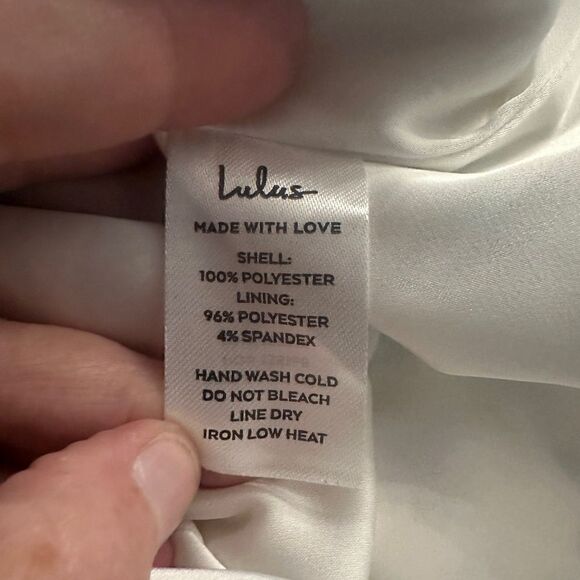 Lulus
MADE WITH LOVE
SHELL:
100% POLYESTER
LINING:
96% POLYESTER
4% SPANDEX
HAND WASH COLD
DO NOT BLEACH
LINE DRY
IRON LOW HEAT